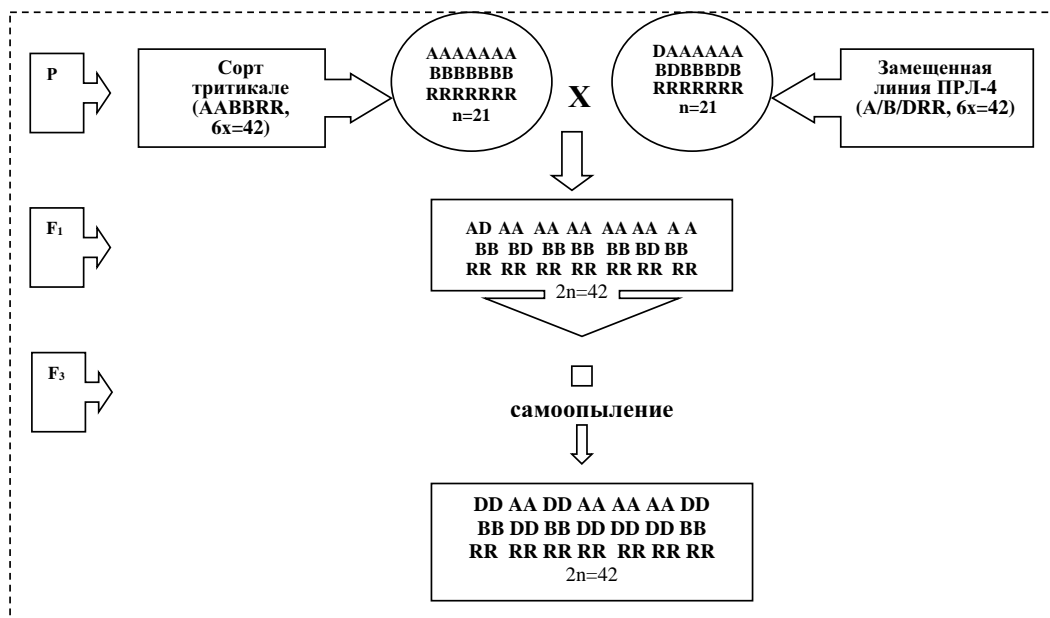 P
Сорт
тритикале
(AABBRR,
6x=42)
AAAAAAA
BBBBBBB
RRRRRRR
n=21
X
DAAAAAA
BDBBBDB
RRRRRRR
n=21
Замещенная
линия ПРЛ-4
(A/B/DRR, 6x=42)
F₁
AD AA AA AA AA AA A A
BB BD BB BB BB BD BB
RR RR RR RR RR RR RR
2n=42
F₃
самоопыление
DD AA DD AA AA AA DD
BB DD BB DD DD DD BB
RR RR RR RR RR RR RR
2n=42